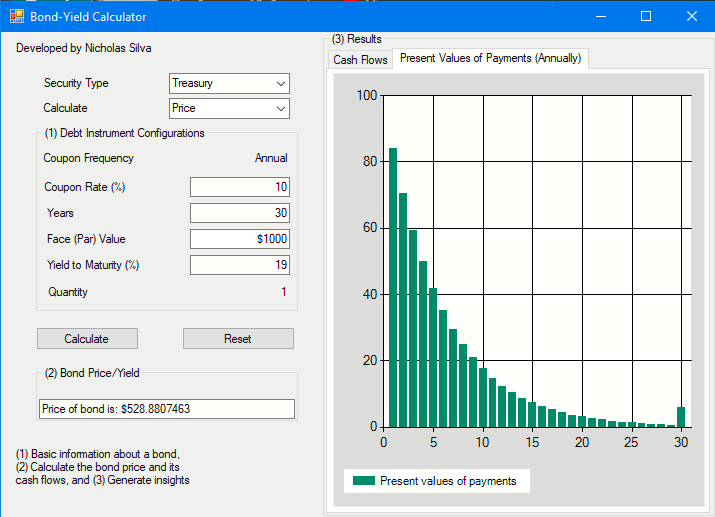 Bond-Yield Calculator
Developed by Nicholas Silva
Security Type Treasury
Calculate Price
(1) Debt Instrument Configurations
Coupon Frequency Annual
Coupon Rate (%) 10
Years 30
Face (Par) Value $1000
Yield to Maturity (%) 19
Quantity 1
Calculate Reset
(2) Bond Price/Yield
Price of bond is: $528.8807463
(1) Basic information about a bond,
(2) Calculate the bond price and its
cash flows, and (3) Generate insights
(3) Results
Cash Flows Present Values of Payments (Annually)
100
80
60
40
20
0
0 5 10 15 20 25 30
Present values of payments